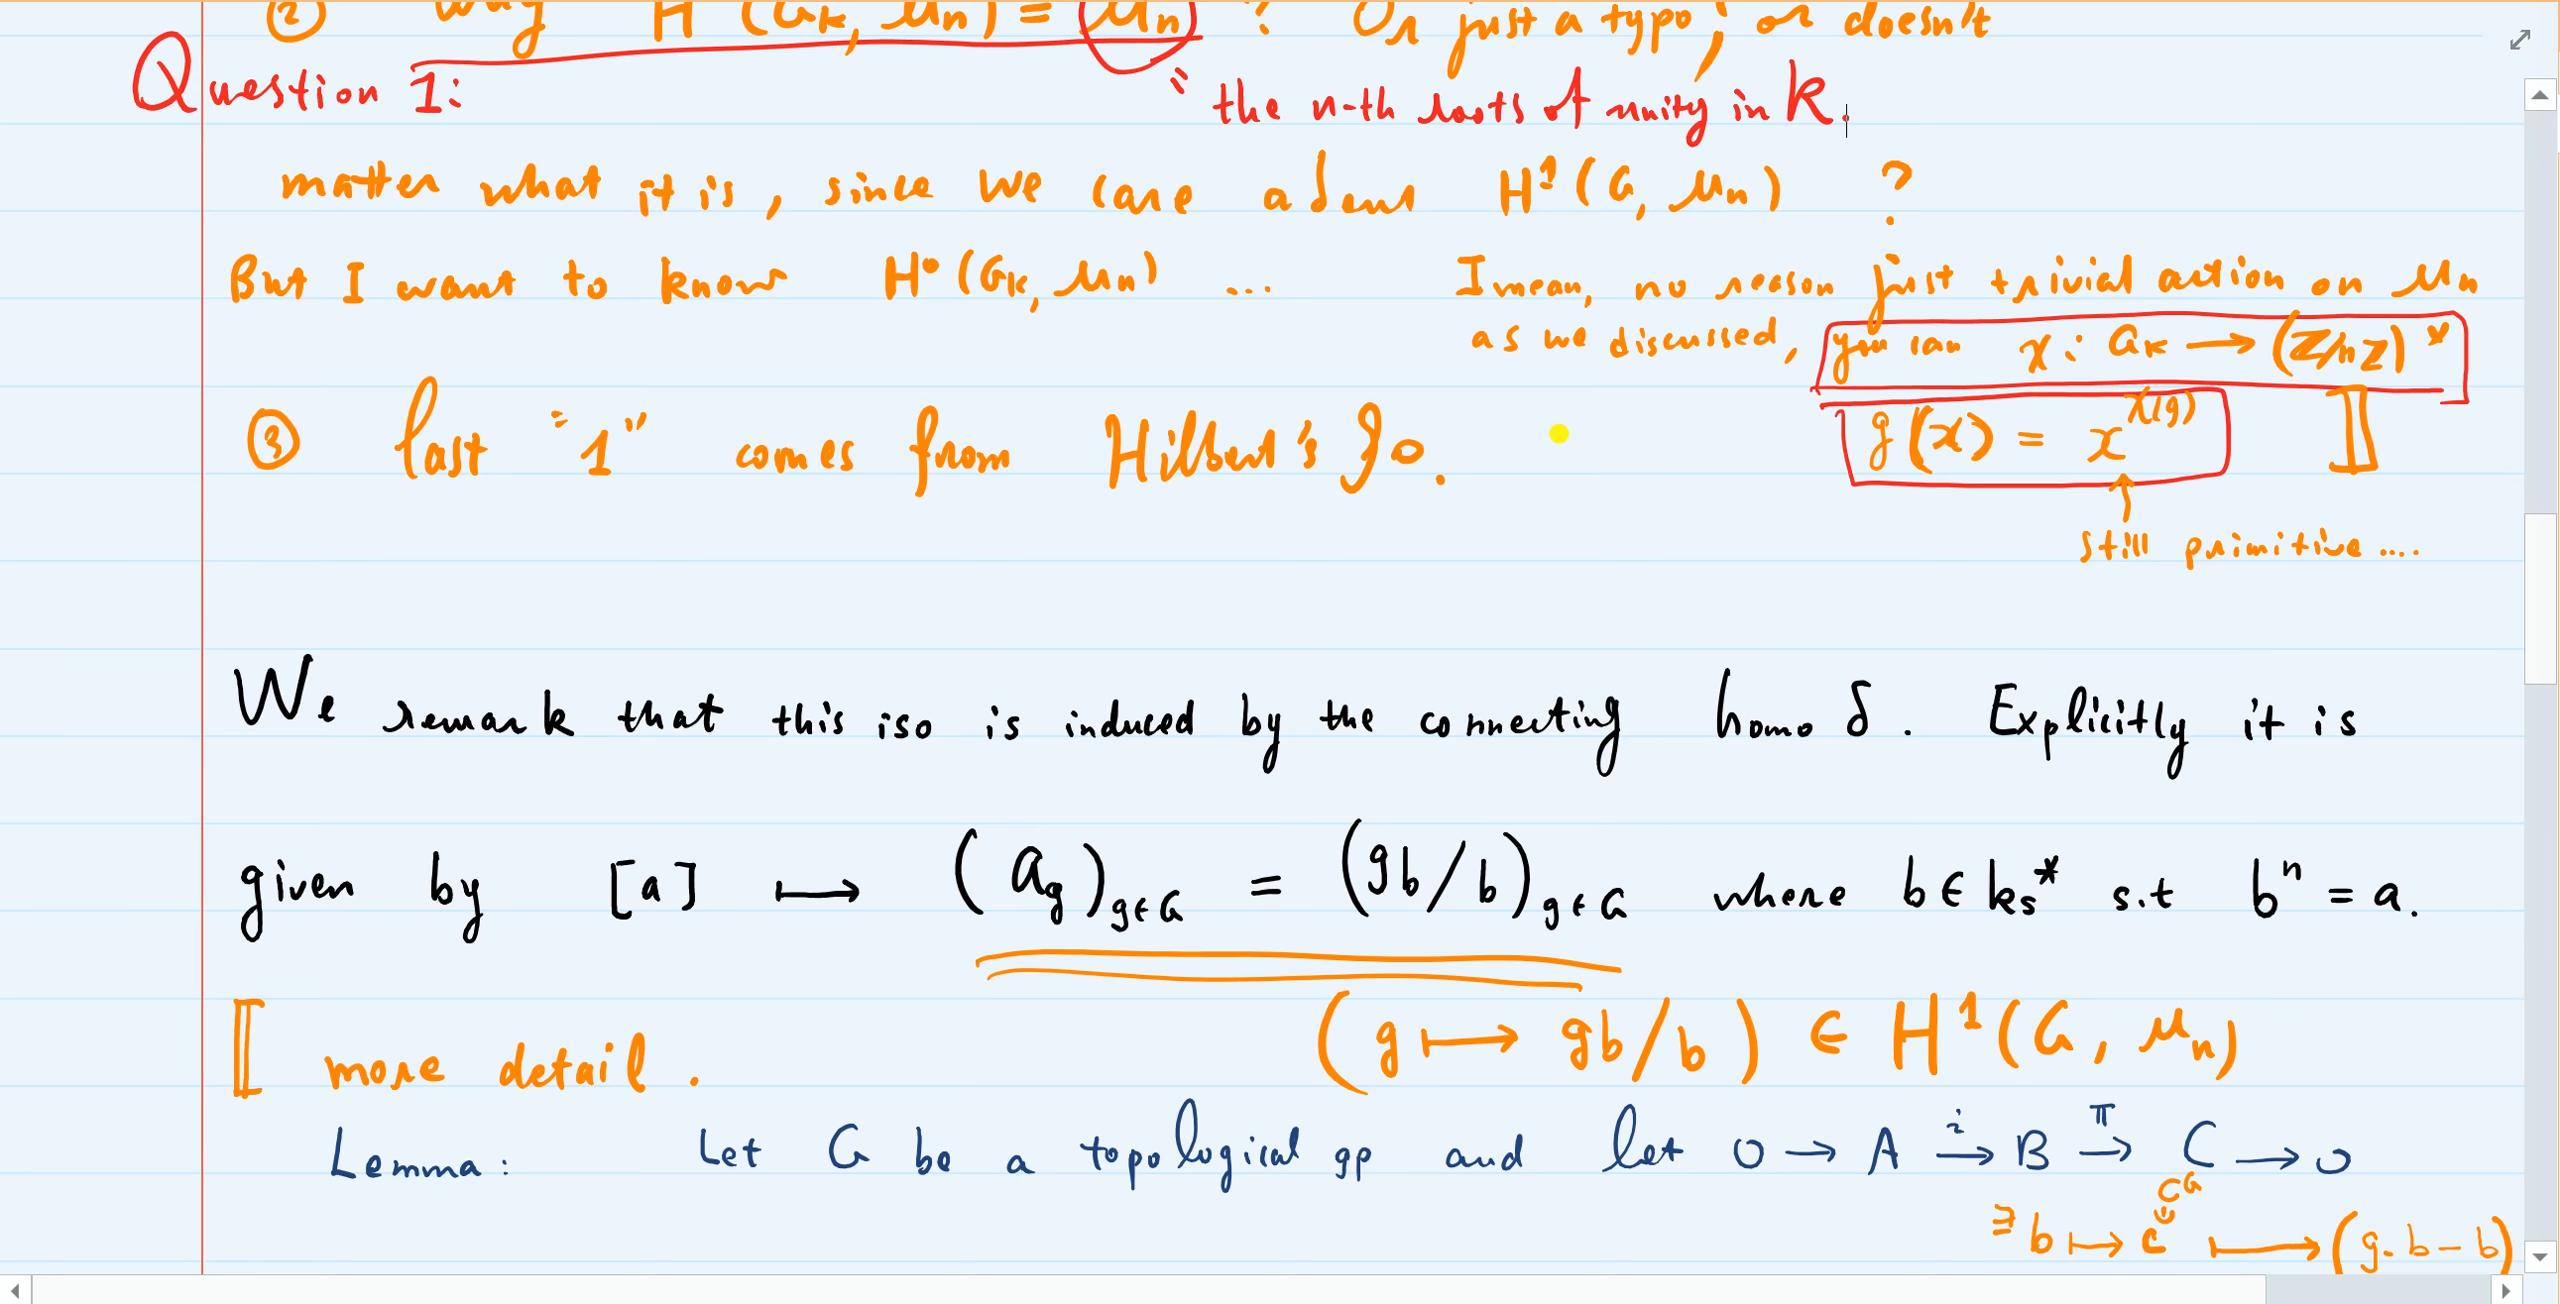 ② why H (G_K, μ_n) = μ_n ? Or just a typo, or doesn't
Question 1: "the n-th roots of unity in K.
matter what it is, since we care about H¹(G, μ_n) ?
But I want to know H⁰(G_K, μ_n) ... I mean, no reason just trivial action on μ_n
as we discussed, you can χ : G_K → (Z/nZ)*
③ last "1" comes from Hilbert's 90. g(x) = x^χ(g) ]]
↑
still primitive ....
We remark that this iso is induced by the connecting homo δ. Explicitly it is
given by [a] ⟼ (a_g)_{g∈G} = (gb/b)_{g∈G} where b ∈ k_s* s.t b^n = a.
[[ more detail. (g ⟼ gb/b) ∈ H¹(G, μ_n)
Lemma: Let G be a topological gp and let 0 → A →^i B →^π C → 0
C^G
∃b ⟼ c ⟼ (g.b - b)